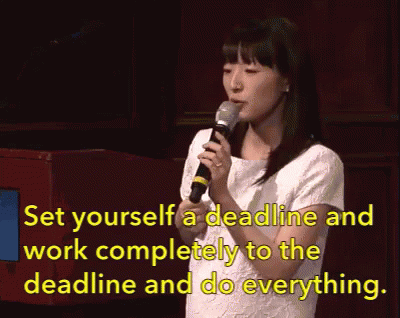 Set yourself a deadline and
work completely to the
deadline and do everything.